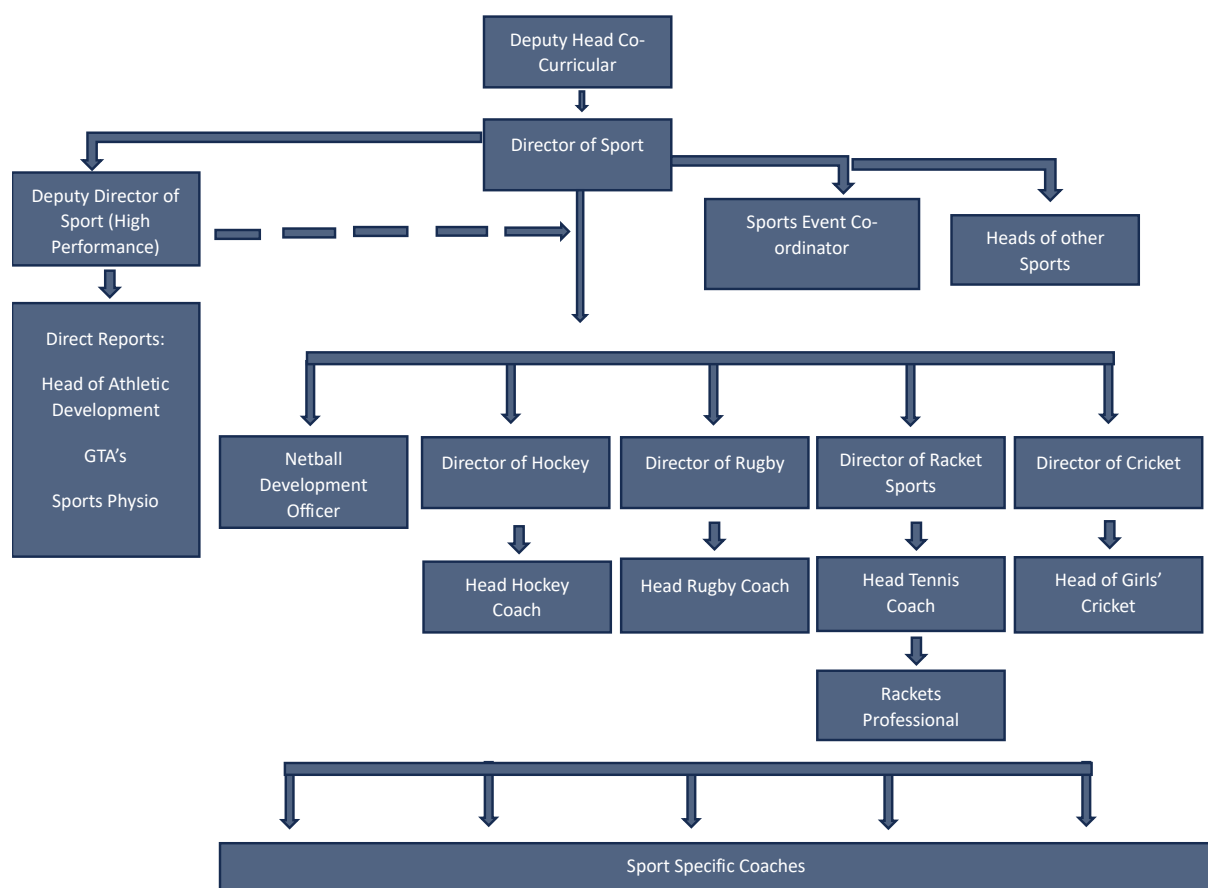 Deputy Head Co-
Curricular
Director of Sport
Deputy Director of
Sport (High
Performance)
Sports Event Co-
ordinator
Heads of other
Sports
Direct Reports:
Head of Athletic
Development
GTA's
Sports Physio
Netball
Development
Officer
Director of Hockey
Director of Rugby
Director of Racket
Sports
Director of Cricket
Head Hockey
Coach
Head Rugby Coach
Head Tennis
Coach
Head of Girls’
Cricket
Rackets
Professional
Sport Specific Coaches